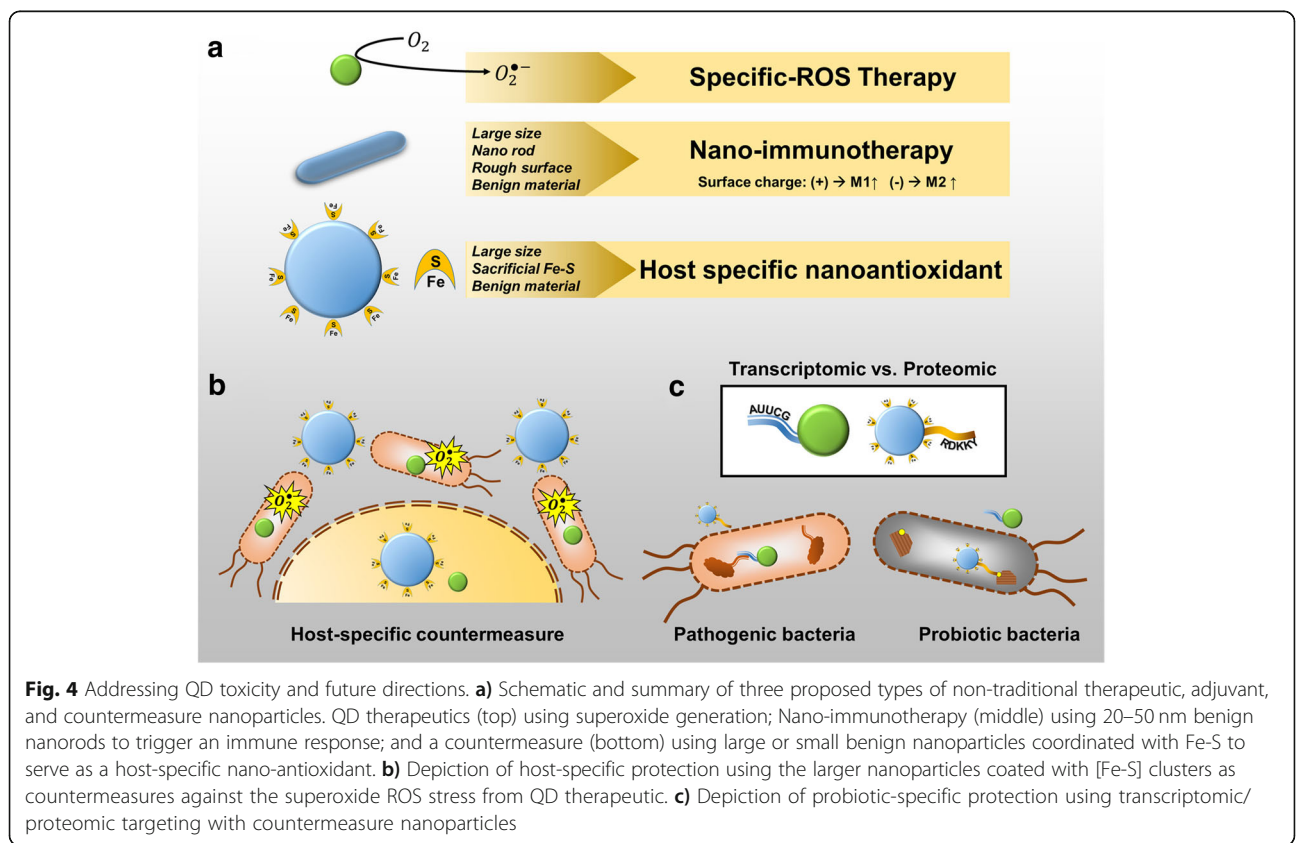 a
O₂
O₂•−
Specific-ROS Therapy
Large size
Nano rod
Rough surface
Benign material
Nano-immunotherapy
Surface charge: (+) → M1↑ (-) → M2 ↑
Fe
S
S
Fe
Large size
Sacrificial Fe-S
Benign material
Host specific nanoantioxidant
b
O₂•
O₂•
O₂•
Host-specific countermeasure
c
Transcriptomic vs. Proteomic
AUUCG
RDKKY
Pathogenic bacteria
Probiotic bacteria
Fig. 4 Addressing QD toxicity and future directions. a) Schematic and summary of three proposed types of non-traditional therapeutic, adjuvant,
and countermeasure nanoparticles. QD therapeutics (top) using superoxide generation; Nano-immunotherapy (middle) using 20–50 nm benign
nanorods to trigger an immune response; and a countermeasure (bottom) using large or small benign nanoparticles coordinated with Fe-S to
serve as a host-specific nano-antioxidant. b) Depiction of host-specific protection using the larger nanoparticles coated with [Fe-S] clusters as
countermeasures against the superoxide ROS stress from QD therapeutic. c) Depiction of probiotic-specific protection using transcriptomic/
proteomic targeting with countermeasure nanoparticles